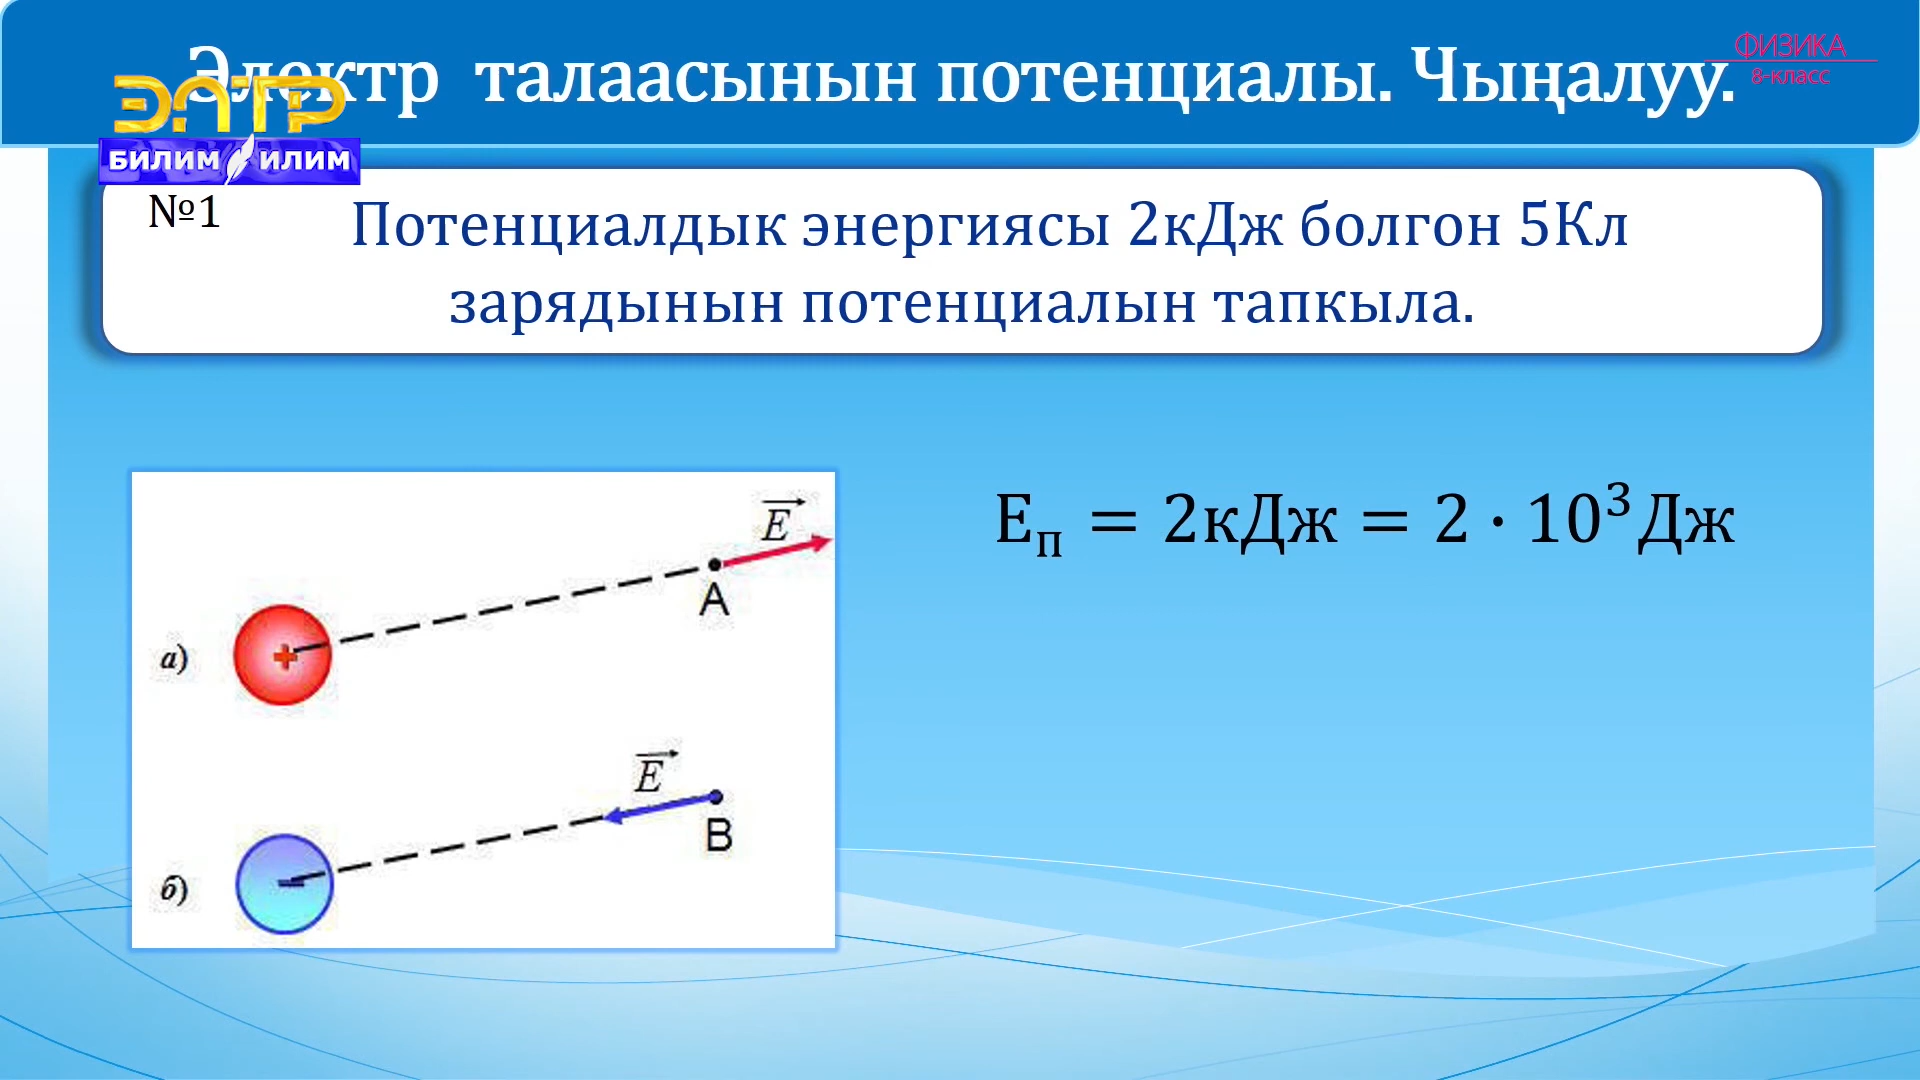 Электр талаасынын потенциалы. Чыңалуу.
ФИЗИКА
8-класс
ЭЛТР
БИЛИМ ИЛИМ
№1
Потенциалдык энергиясы 2кДж болгон 5Кл
зарядынын потенциалын тапкыла.
Eп = 2кДж = 2 · 10³Дж
E
A
а)
+
E
B
б)
−